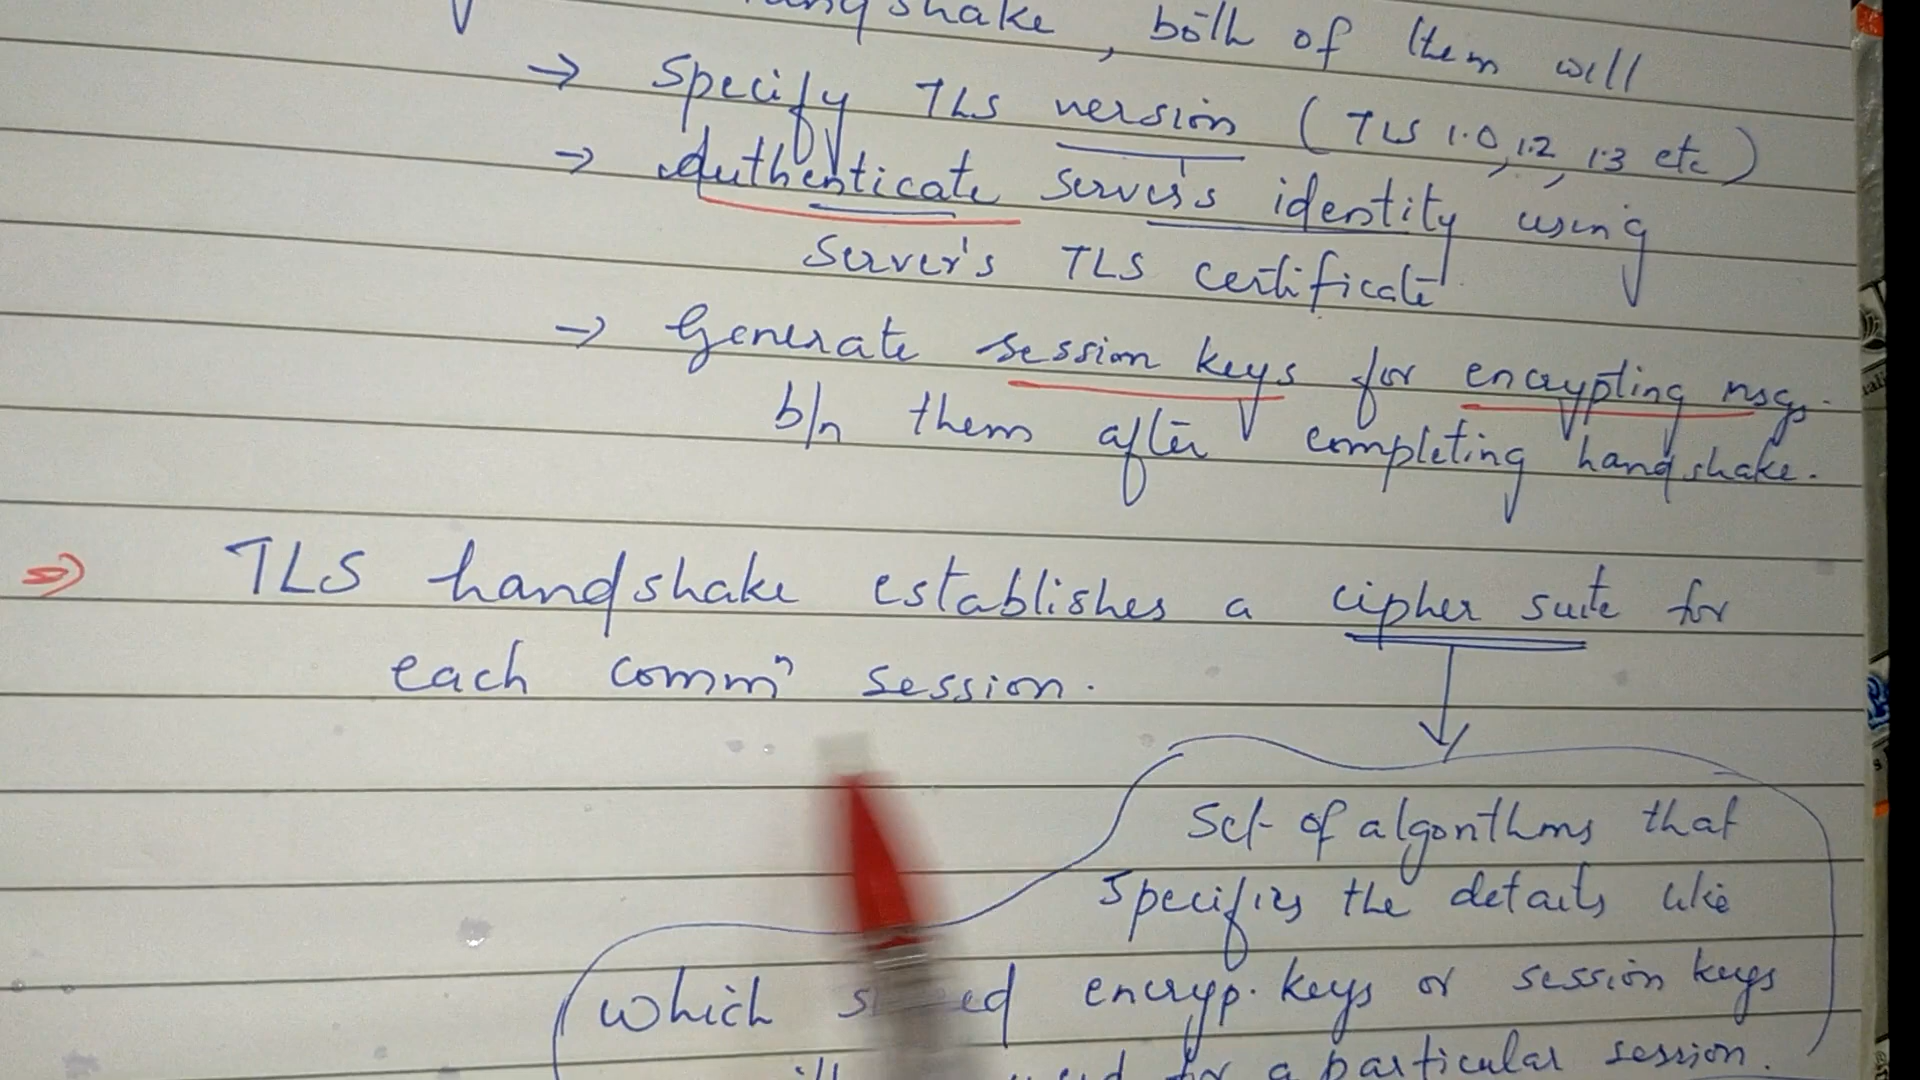 handshake, both of them will
→ Specify TLS version (TLS 1.0, 1.2, 1.3 etc)
→ Authenticate server's identity using
server's TLS certificate
→ Generate session keys for encrypting msgs.
b/n them after completing handshake.
⇒ TLS handshake establishes a cipher suite for
each commⁿ session.
Set of algorithms that
specifies the details like
which encryp. keys or session keys
for a particular session.